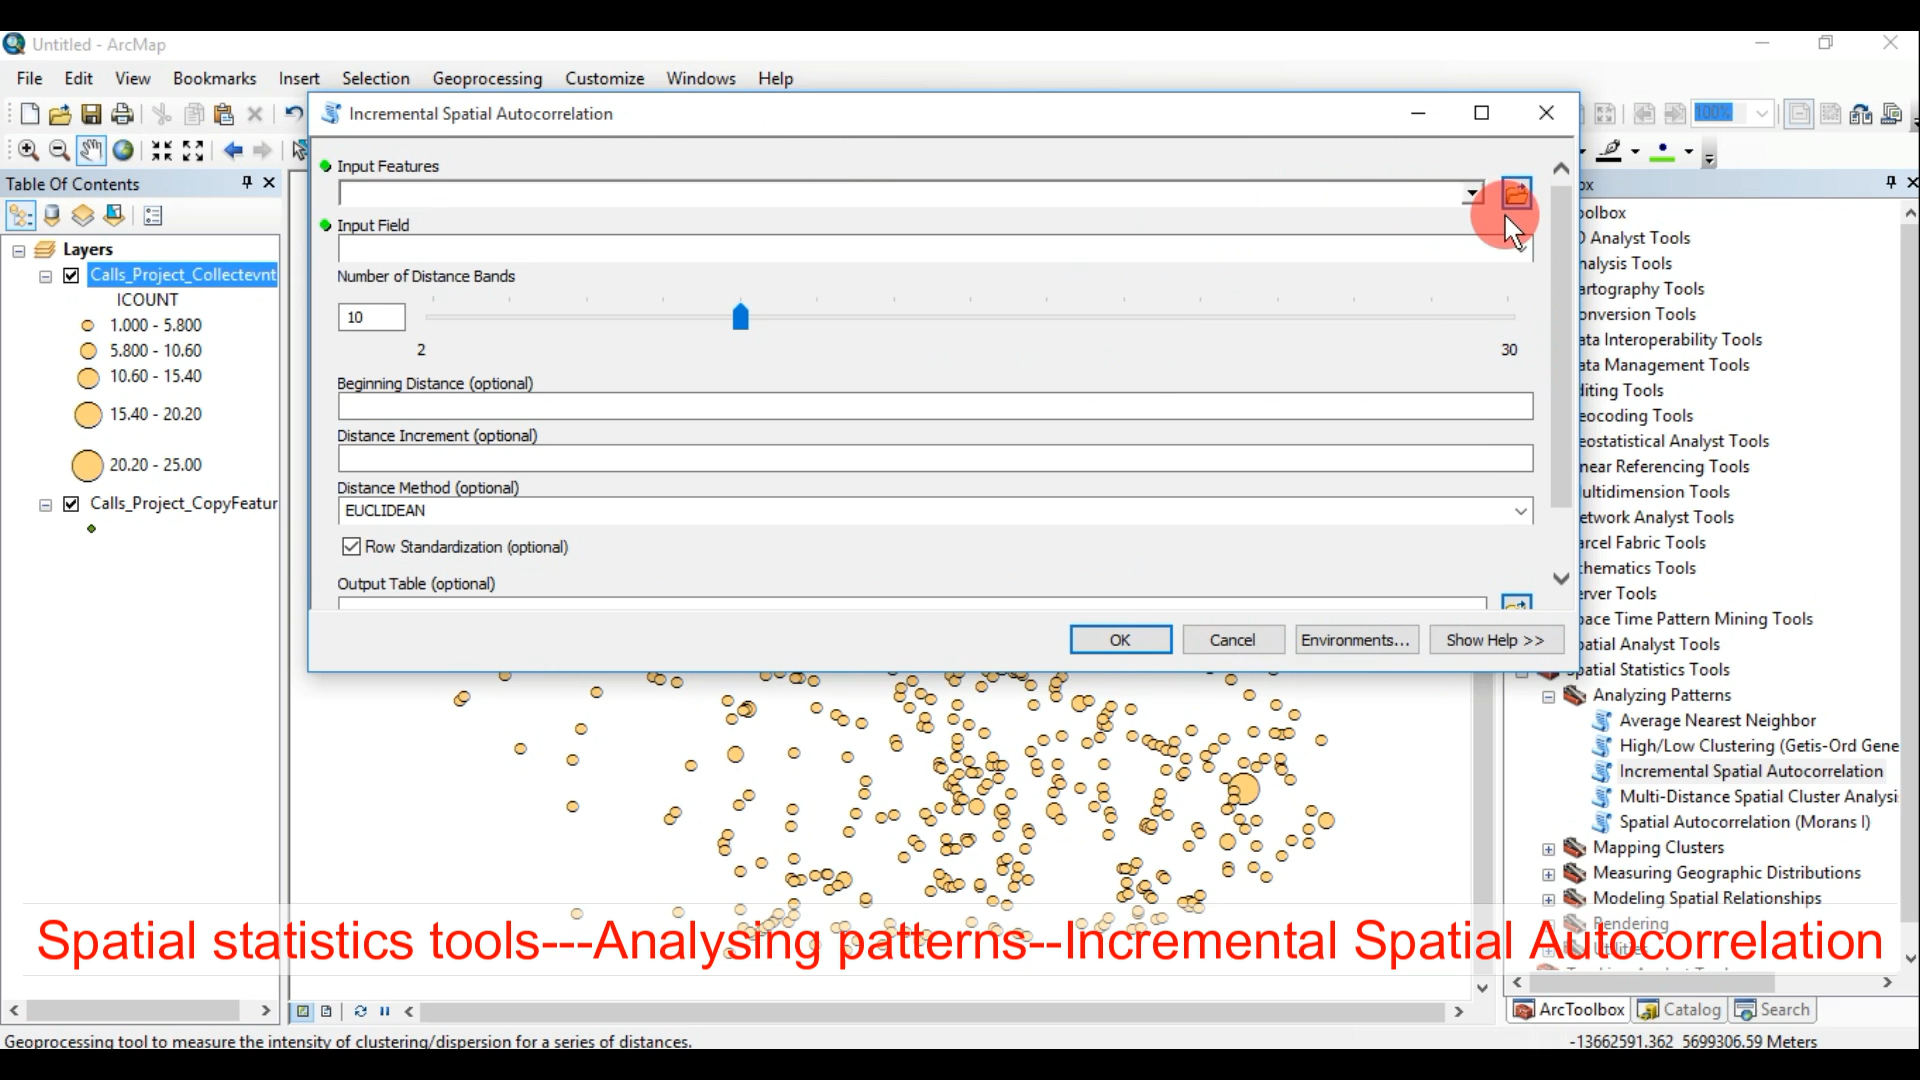 Untitled - ArcMap
File Edit View Bookmarks Insert Selection Geoprocessing Customize Windows Help
100%
Incremental Spatial Autocorrelation
Input Features
Input Field
Number of Distance Bands
10
2 30
Beginning Distance (optional)
Distance Increment (optional)
Distance Method (optional)
EUCLIDEAN
Row Standardization (optional)
Output Table (optional)
OK Cancel Environments... Show Help >>
Table Of Contents
Layers
Calls_Project_Collectevnt
ICOUNT
1.000 - 5.800
5.800 - 10.60
10.60 - 15.40
15.40 - 20.20
20.20 - 25.00
Calls_Project_CopyFeatur
ox
oolbox
D Analyst Tools
nalysis Tools
artography Tools
onversion Tools
ata Interoperability Tools
ata Management Tools
diting Tools
eocoding Tools
eostatistical Analyst Tools
near Referencing Tools
ultidimension Tools
etwork Analyst Tools
arcel Fabric Tools
chematics Tools
erver Tools
pace Time Pattern Mining Tools
patial Analyst Tools
patial Statistics Tools
Analyzing Patterns
Average Nearest Neighbor
High/Low Clustering (Getis-Ord Gene
Incremental Spatial Autocorrelation
Multi-Distance Spatial Cluster Analysi
Spatial Autocorrelation (Morans I)
Mapping Clusters
Measuring Geographic Distributions
Modeling Spatial Relationships
Rendering
Spatial statistics tools---Analysing patterns--Incremental Spatial Autocorrelation
ArcToolbox Catalog Search
Geoprocessing tool to measure the intensity of clustering/dispersion for a series of distances.
-13662591.362 5699306.59 Meters